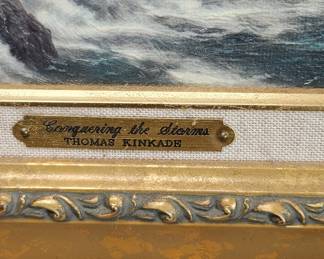 Conquering the Storms
THOMAS KINKADE